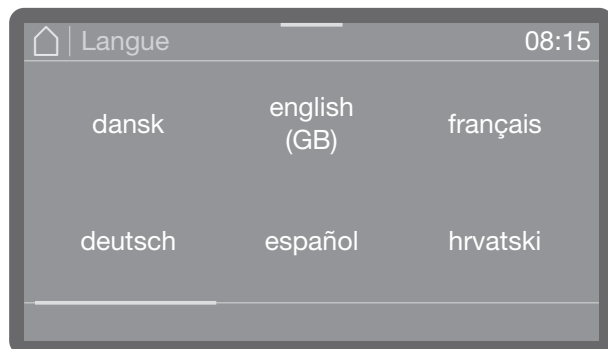 Langue 08:15
dansk
english
(GB)
français
deutsch
español
hrvatski